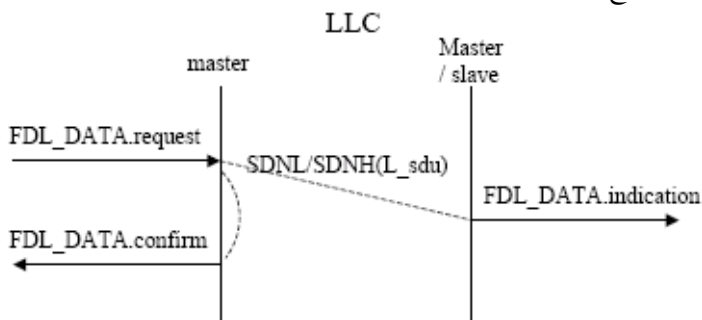 LLC
master
Master
/ slave
FDL_DATA.request
SDNL/SDNH(L_sdu)
FDL_DATA.indication
FDL_DATA.confirm